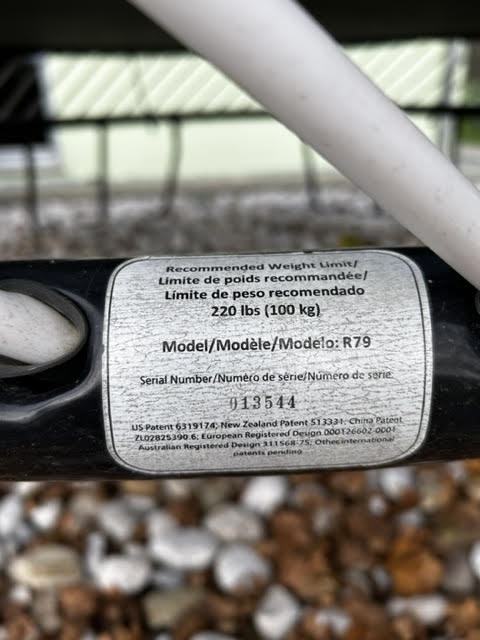 Recommended Weight Limit/
Limite de poids recommandée/
Límite de peso recomendado
220 lbs (100 kg)
Model/Modèle/Modelo: R79
Serial Number/Numéro de série/Número de serie
013544
US Patent 6319174; New Zealand Patent 513331, China Patent
ZL02825390.6; European Registered Design 000126602-0001
Australian Registered Design 311568-75; Other international
patents pending